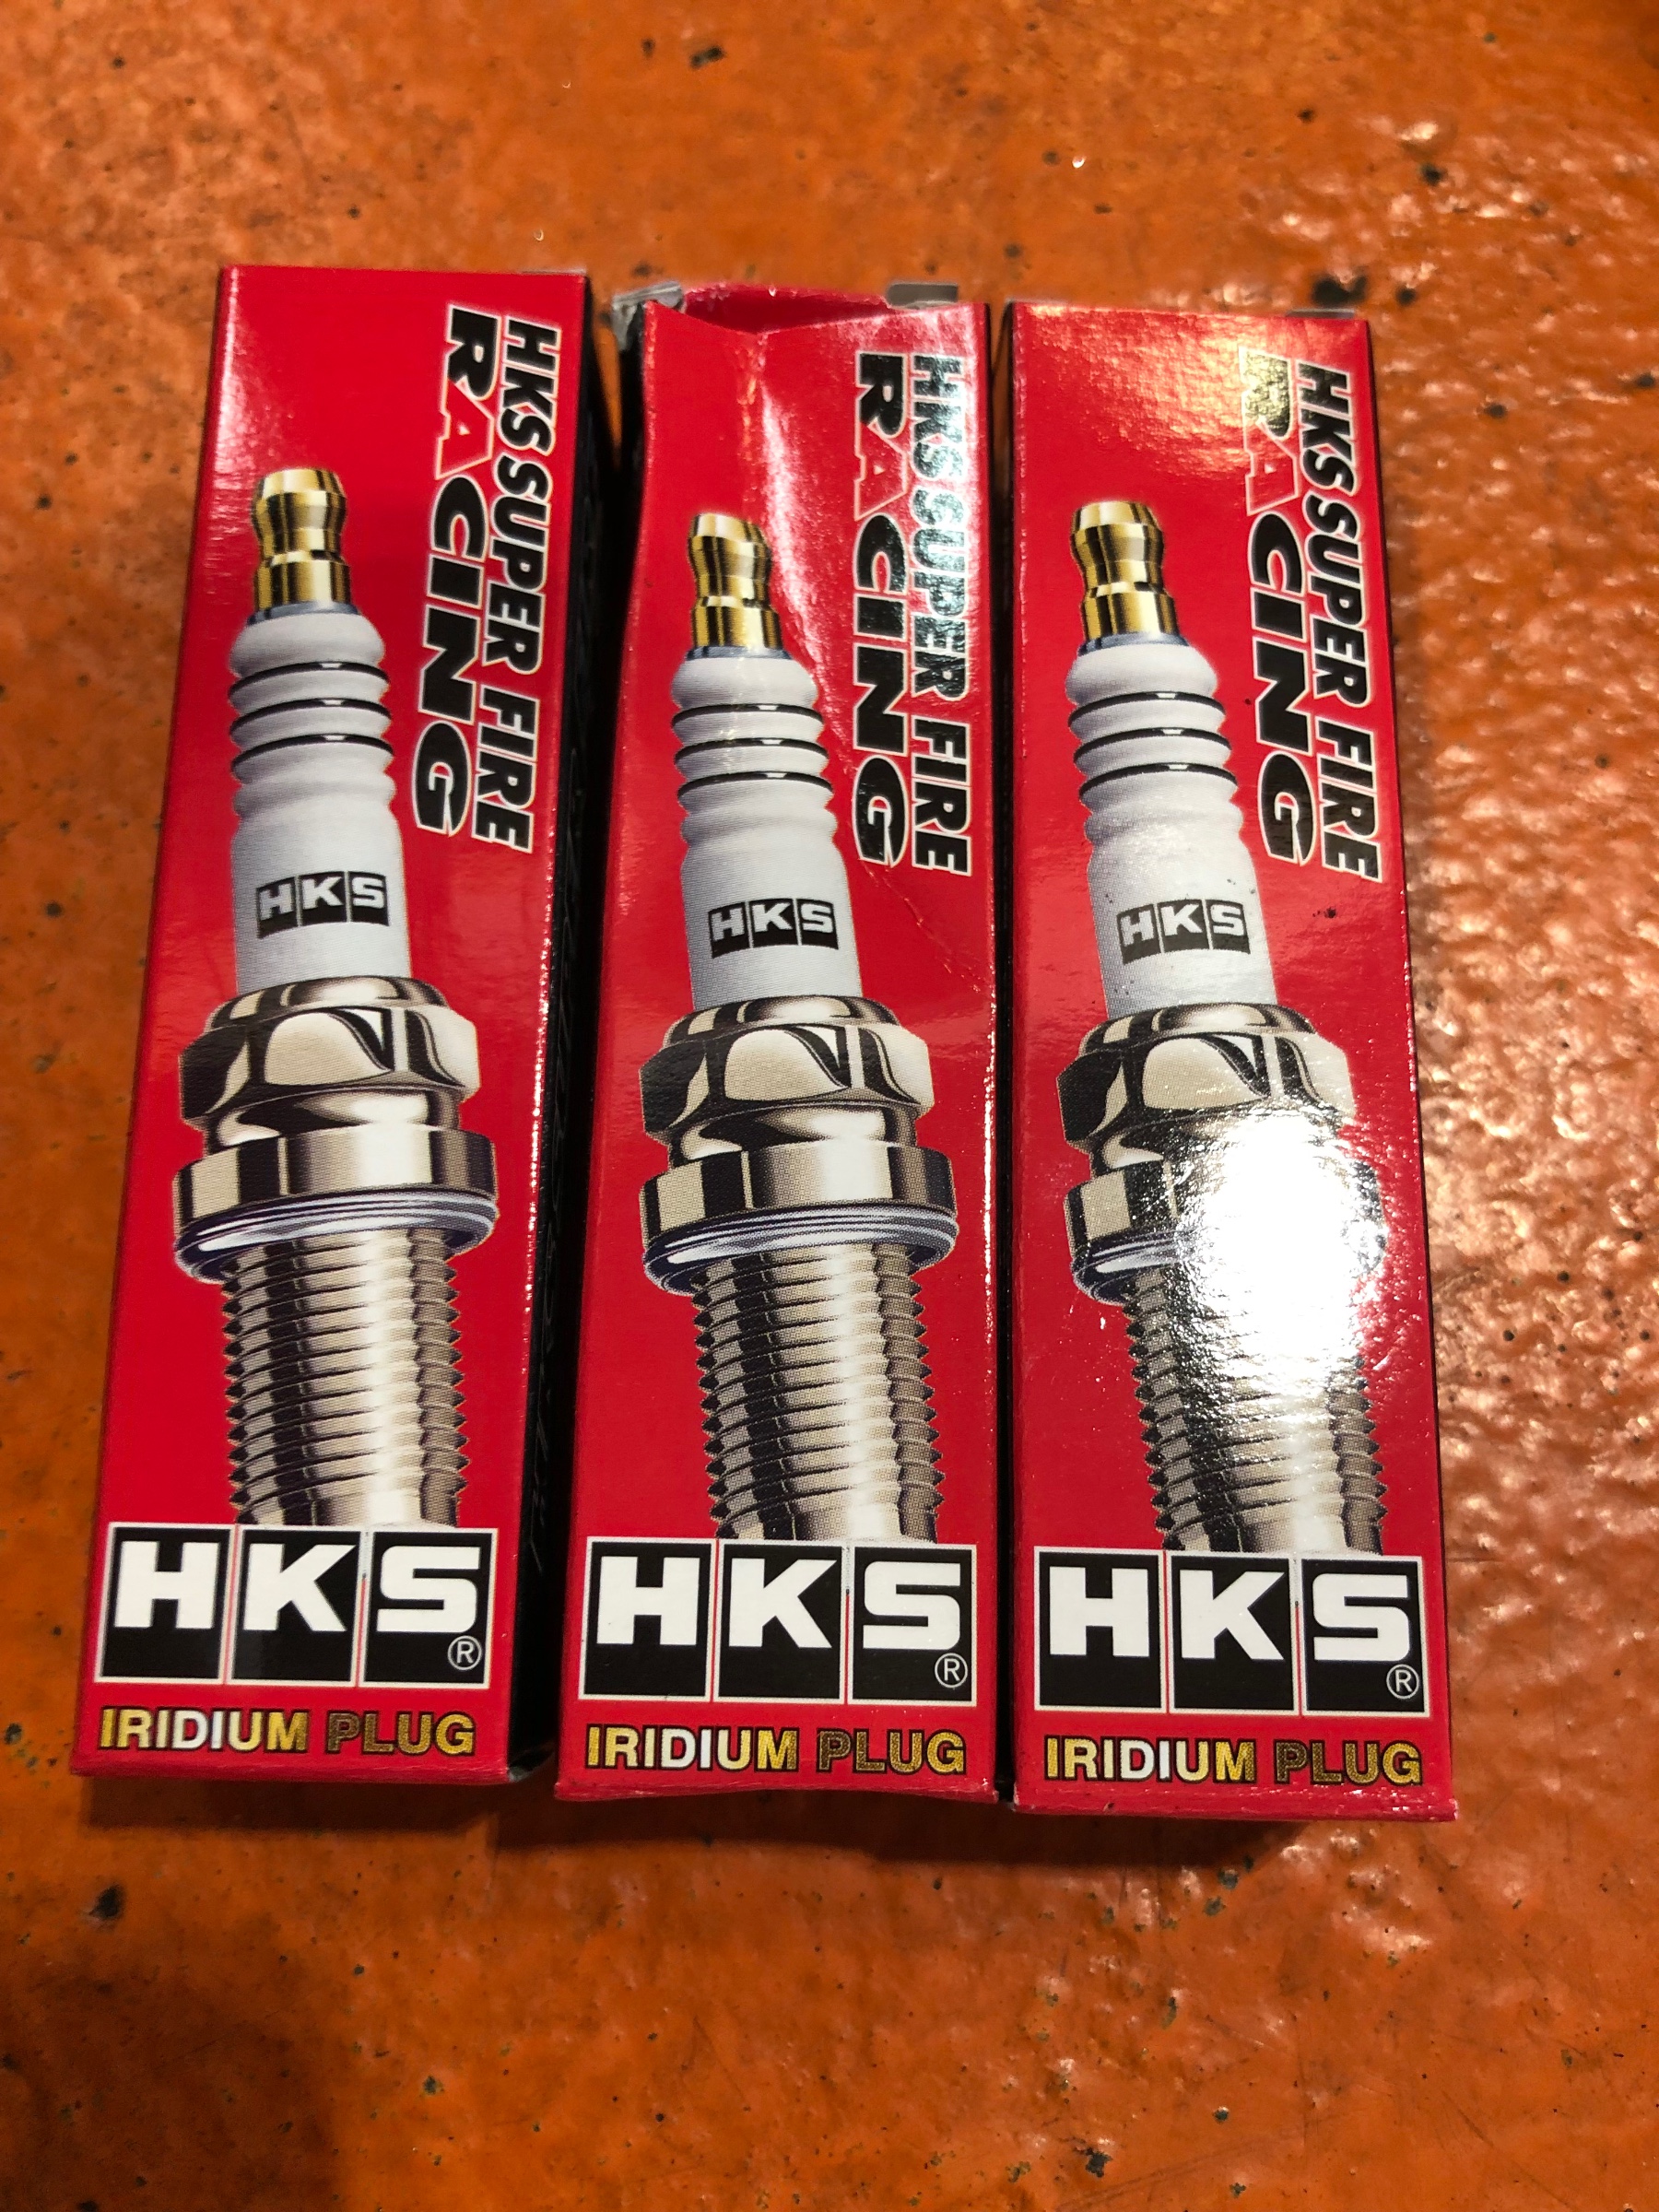 HKS SUPER FIRE
RACING
HKS
HKS®
IRIDIUM PLUG
HKS SUPER FIRE
RACING
HKS
HKS®
IRIDIUM PLUG
HKS SUPER FIRE
RACING
HKS
HKS®
IRIDIUM PLUG